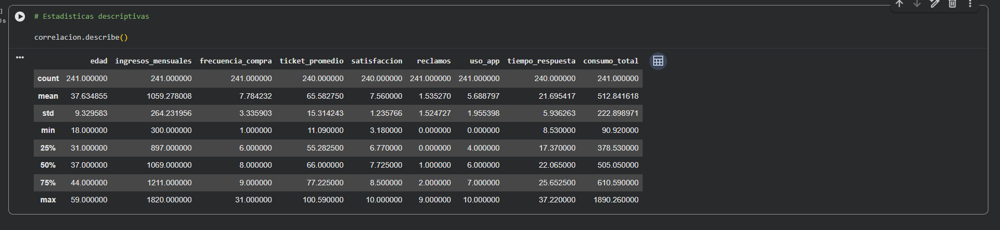 ]
0s
# Estadisticas descriptivas
correlacion.describe()
edad ingresos_mensuales frecuencia_compra ticket_promedio satisfaccion reclamos uso_app tiempo_respuesta consumo_total
count 241.000000 241.000000 241.000000 240.000000 240.000000 241.000000 241.000000 240.000000 241.000000
mean 37.634855 1059.278008 7.784232 65.582750 7.560000 1.535270 5.688797 21.695417 512.841618
std 9.329583 264.231956 3.335903 15.314243 1.235766 1.524727 1.955398 5.936263 222.898971
min 18.000000 300.000000 1.000000 11.090000 3.180000 0.000000 0.000000 8.530000 90.920000
25% 31.000000 897.000000 6.000000 55.282500 6.770000 0.000000 4.000000 17.370000 378.530000
50% 37.000000 1069.000000 8.000000 66.000000 7.725000 1.000000 6.000000 22.065000 505.050000
75% 44.000000 1211.000000 9.000000 77.225000 8.500000 2.000000 7.000000 25.652500 610.590000
max 59.000000 1820.000000 31.000000 100.590000 10.000000 9.000000 10.000000 37.220000 1890.260000